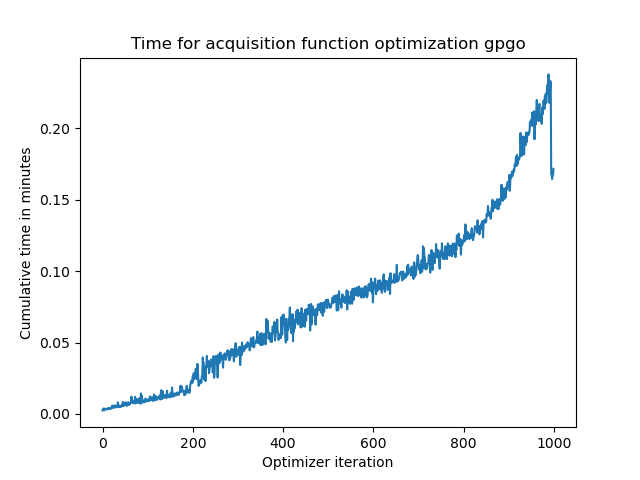 Time for acquisition function optimization gpgo
Cumulative time in minutes
0.20
0.15
0.10
0.05
0.00
0 200 400 600 800 1000
Optimizer iteration